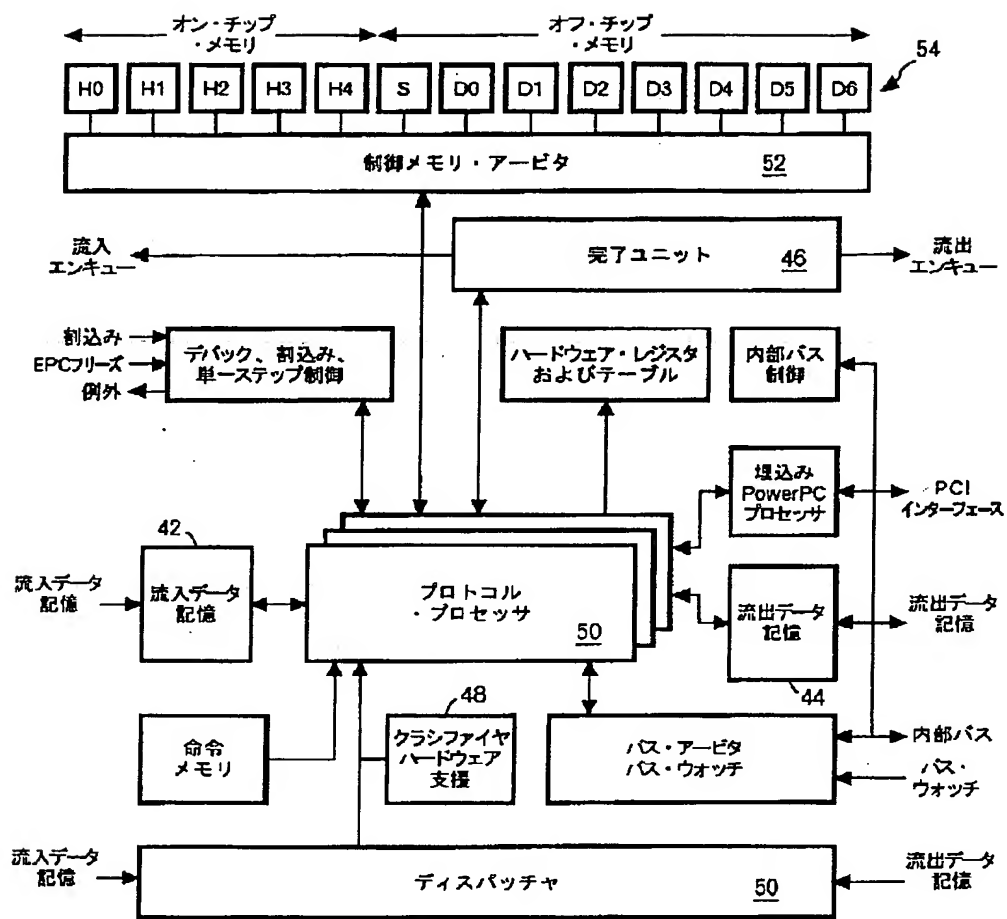 オン・チップ
・メモリ
オフ・チップ
・メモリ
54
H0 H1 H2 H3 H4 S D0 D1 D2 D3 D4 D5 D6
制御メモリ・アービタ 52
流入
エンキュー
完了ユニット 46
流出
エンキュー
割込み
EPCフリーズ
例外
デバック、割込み、
単一ステップ制御
ハードウェア・レジスタ
およびテーブル
内部バス
制御
埋込み
PowerPC
プロセッサ
PCI
インターフェース
42
流入データ
記憶
流入データ
記憶
プロトコル
・プロセッサ
50
流出データ
記憶
44
流出データ
記憶
命令
メモリ
48
クラシファイヤ
ハードウェア
支援
バス・アービタ
バス・ウォッチ
内部バス
バス・
ウォッチ
流入データ
記憶
ディスパッチャ 50
流出データ
記憶